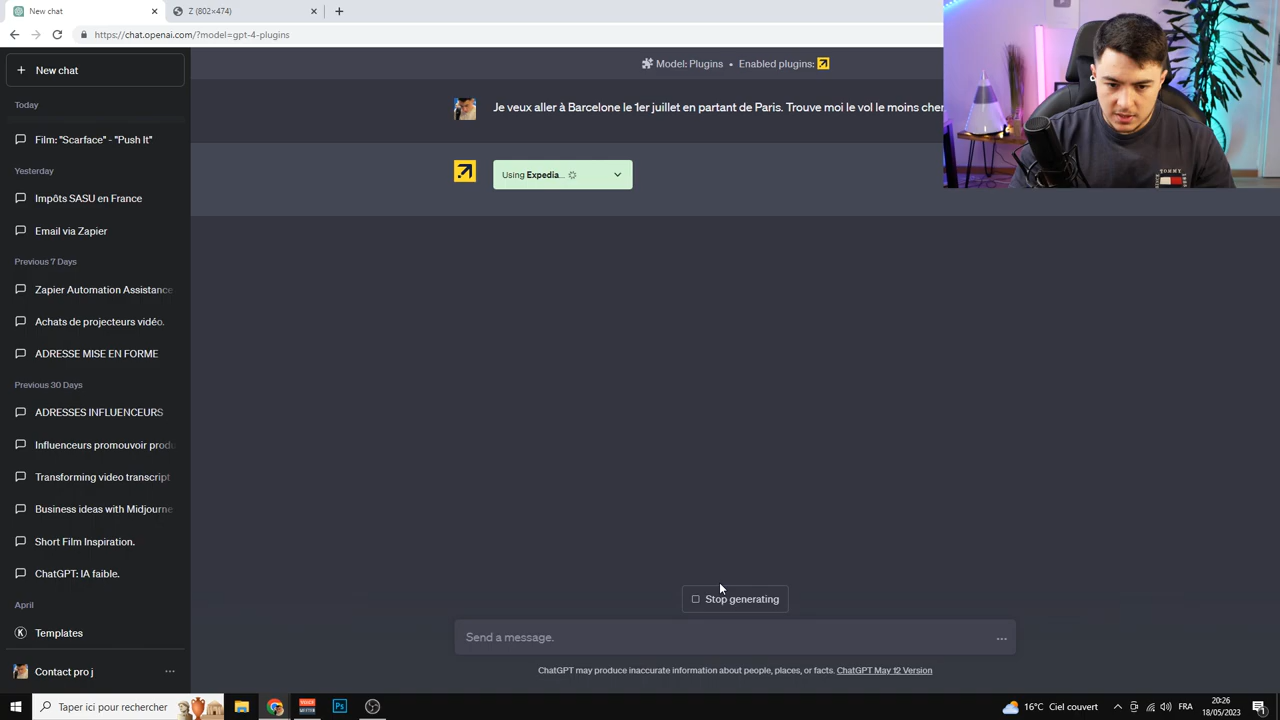 New chat
Z (802×474)
https://chat.openai.com/?model=gpt-4-plugins
New chat
Model: Plugins • Enabled plugins:
Today
Je veux aller à Barcelone le 1er juillet en partant de Paris. Trouve moi le vol le moins cher
Film: "Scarface" - "Push It"
Yesterday
Using Expedia...
Impôts SASU en France
Email via Zapier
Previous 7 Days
Zapier Automation Assistance
Achats de projecteurs vidéo.
ADRESSE MISE EN FORME
Previous 30 Days
ADRESSES INFLUENCEURS
Influenceurs promouvoir produ
Transforming video transcript
Business ideas with Midjourne
Short Film Inspiration.
ChatGPT: IA faible.
April
Templates
Contact pro j
Stop generating
Send a message.
ChatGPT may produce inaccurate information about people, places, or facts. ChatGPT May 12 Version
TOMMY
Taper ici pour rechercher
16°C Ciel couvert
FRA
20:26
18/05/2023